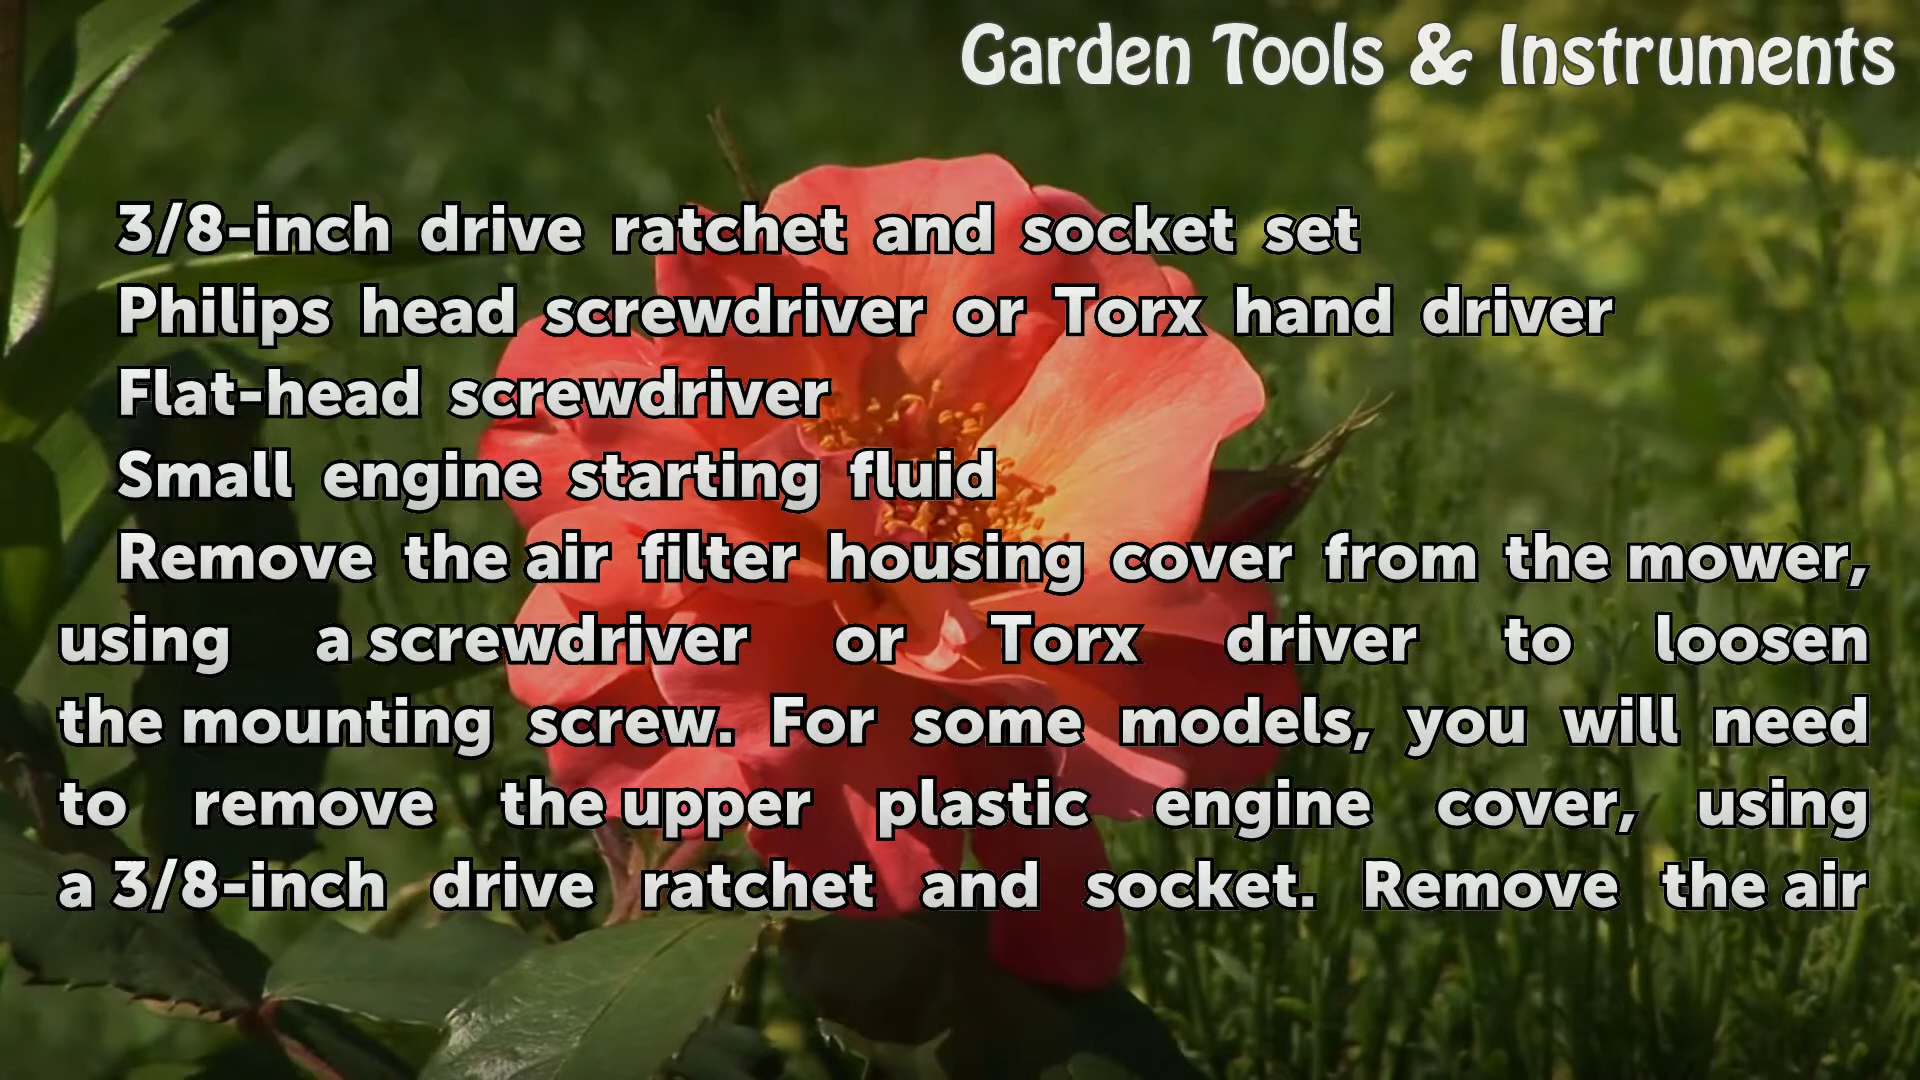 Garden Tools & Instruments
3/8-inch drive ratchet and socket set
Philips head screwdriver or Torx hand driver
Flat-head screwdriver
Small engine starting fluid
Remove the air filter housing cover from the mower,
using a screwdriver or Torx driver to loosen
the mounting screw. For some models, you will need
to remove the upper plastic engine cover, using
a 3/8-inch drive ratchet and socket. Remove the air